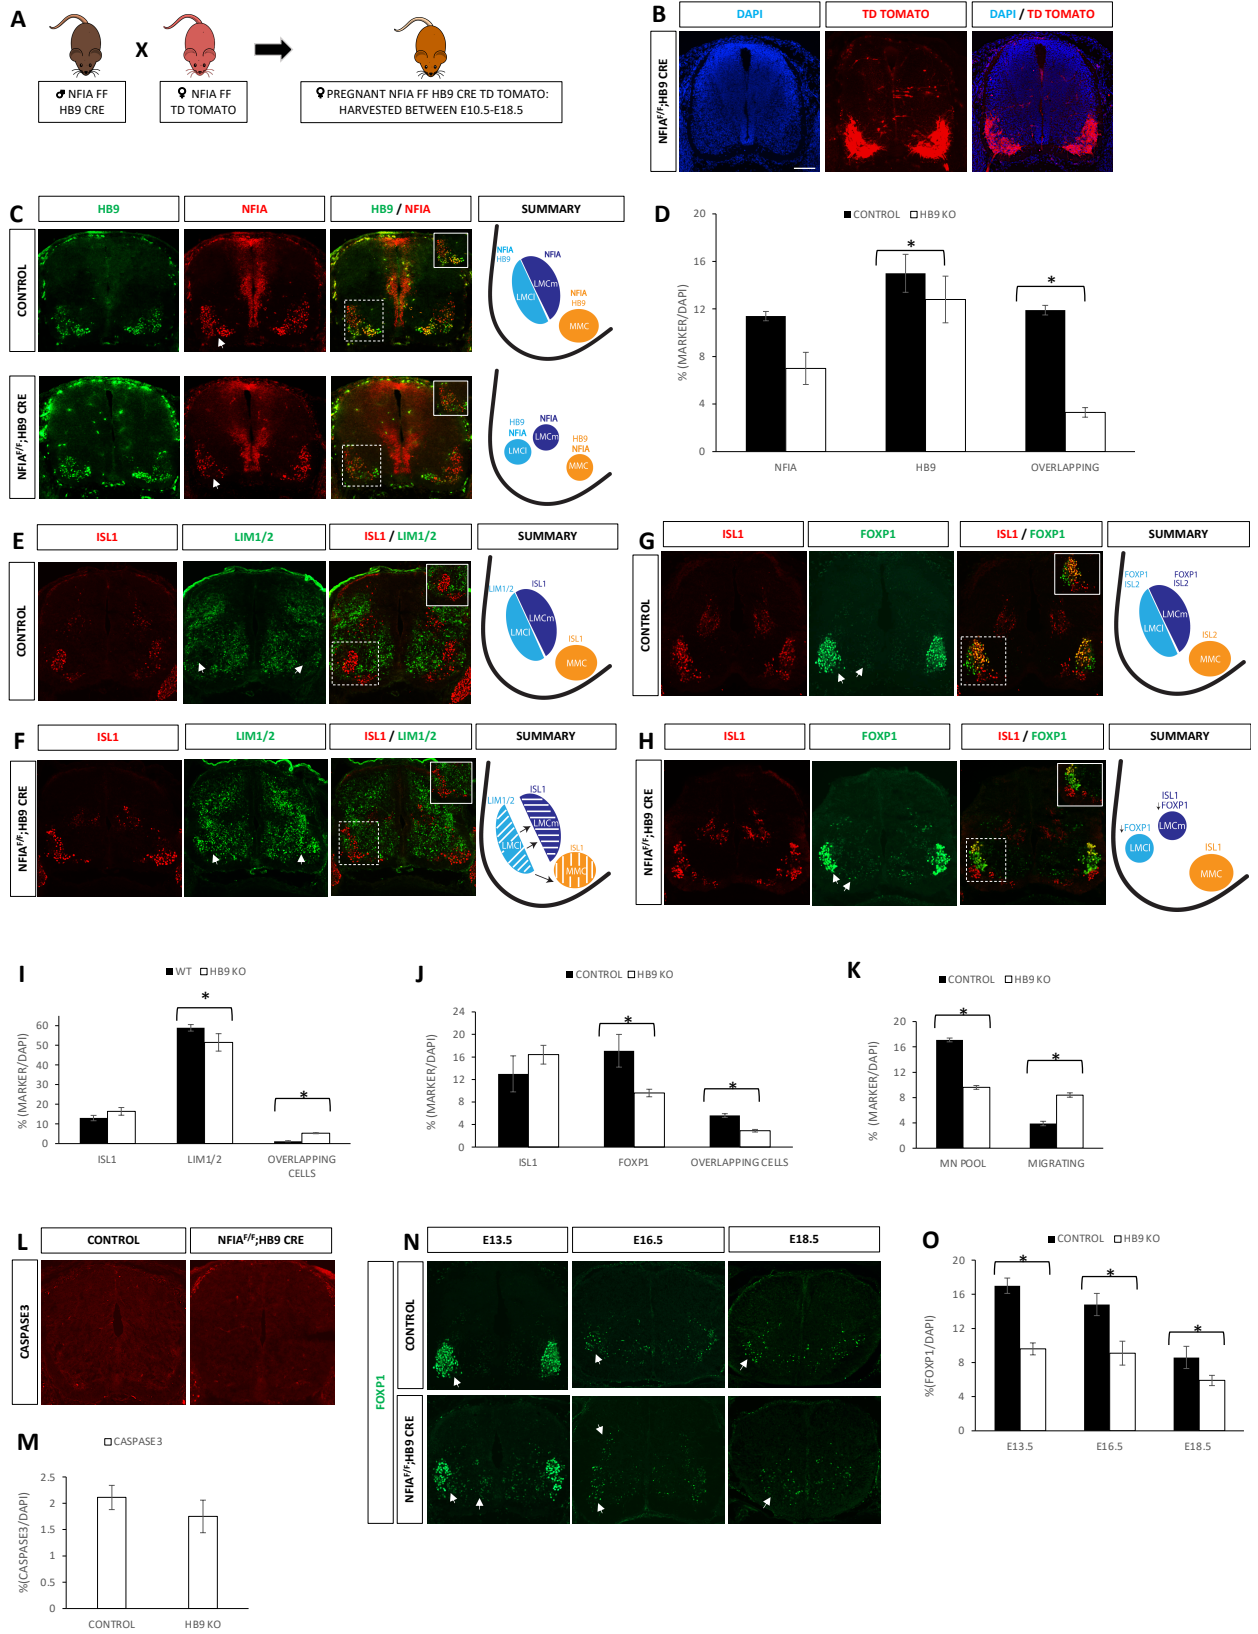 A
X
♂ NFIA FF
HB9 CRE
♀ NFIA FF
TD TOMATO
♀ PREGNANT NFIA FF HB9 CRE TD TOMATO:
HARVESTED BETWEEN E10.5-E18.5
B
DAPI
TD TOMATO
DAPI / TD TOMATO
NFIAF/F;HB9 CRE
C
HB9
NFIA
HB9 / NFIA
SUMMARY
CONTROL
NFIA
HB9
NFIA
LMCl
LMCm
NFIA
HB9
MMC
NFIAF/F;HB9 CRE
HB9
NFIA
NFIA
LMCl
LMCm
HB9
NFIA
MMC
D
CONTROL
HB9 KO
% (MARKER/DAPI)
20
16
12
8
4
0
*
*
NFIA
HB9
OVERLAPPING
E
ISL1
LIM1/2
ISL1 / LIM1/2
SUMMARY
CONTROL
LIM1/2
ISL1
LMCl
LMCm
ISL1
MMC
F
ISL1
LIM1/2
ISL1 / LIM1/2
SUMMARY
NFIAF/F;HB9 CRE
LIM1/2
ISL1
LMCm
LMCl
ISL1
MMC
G
ISL1
FOXP1
ISL1 / FOXP1
SUMMARY
CONTROL
FOXP1
ISL2
FOXP1
ISL2
LMCl
LMCm
ISL2
MMC
H
ISL1
FOXP1
ISL1 / FOXP1
SUMMARY
NFIAF/F;HB9 CRE
ISL1
↓FOXP1
↓FOXP1
LMCm
LMCl
ISL1
MMC
I
WT
HB9 KO
% (MARKER/DAPI)
60
50
40
30
20
10
0
*
*
ISL1
LIM1/2
OVERLAPPING
CELLS
J
CONTROL
HB9 KO
% (MARKER/DAPI)
24
20
16
12
8
4
0
*
*
ISL1
FOXP1
OVERLAPPING CELLS
K
CONTROL
HB9 KO
% (MARKER/DAPI)
20
16
12
8
4
0
*
*
MN POOL
MIGRATING
L
CONTROL
NFIAF/F;HB9 CRE
CASPASE3
M
CASPASE3
%(CASPASE3/DAPI)
2.5
2
1.5
1
0.5
0
CONTROL
HB9 KO
N
E13.5
E16.5
E18.5
FOXP1
CONTROL
NFIAF/F;HB9 CRE
O
CONTROL
HB9 KO
%(FOXP1/DAPI)
20
16
12
8
4
0
*
*
*
E13.5
E16.5
E18.5